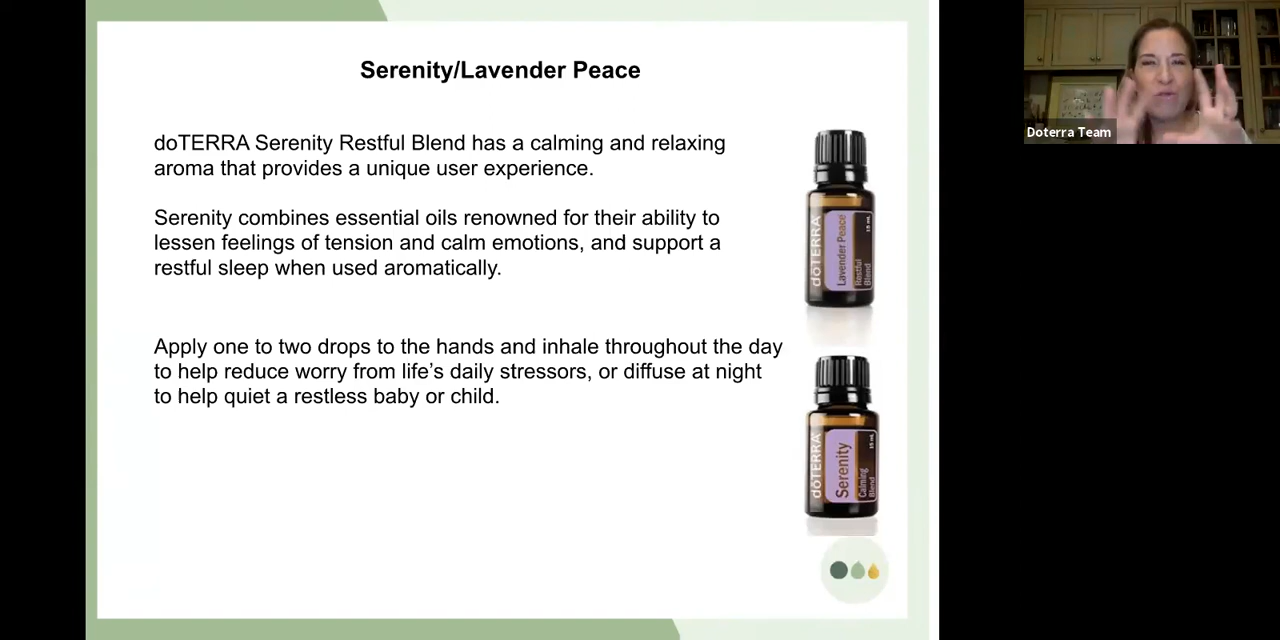 Serenity/Lavender Peace
doTERRA Serenity Restful Blend has a calming and relaxing
aroma that provides a unique user experience.
Serenity combines essential oils renowned for their ability to
lessen feelings of tension and calm emotions, and support a
restful sleep when used aromatically.
Apply one to two drops to the hands and inhale throughout the day
to help reduce worry from life’s daily stressors, or diffuse at night
to help quiet a restless baby or child.
dōTERRA
Lavender Peace
Restful
Blend
15 mL
dōTERRA
Serenity
Calming
Blend
15 mL
Doterra Team